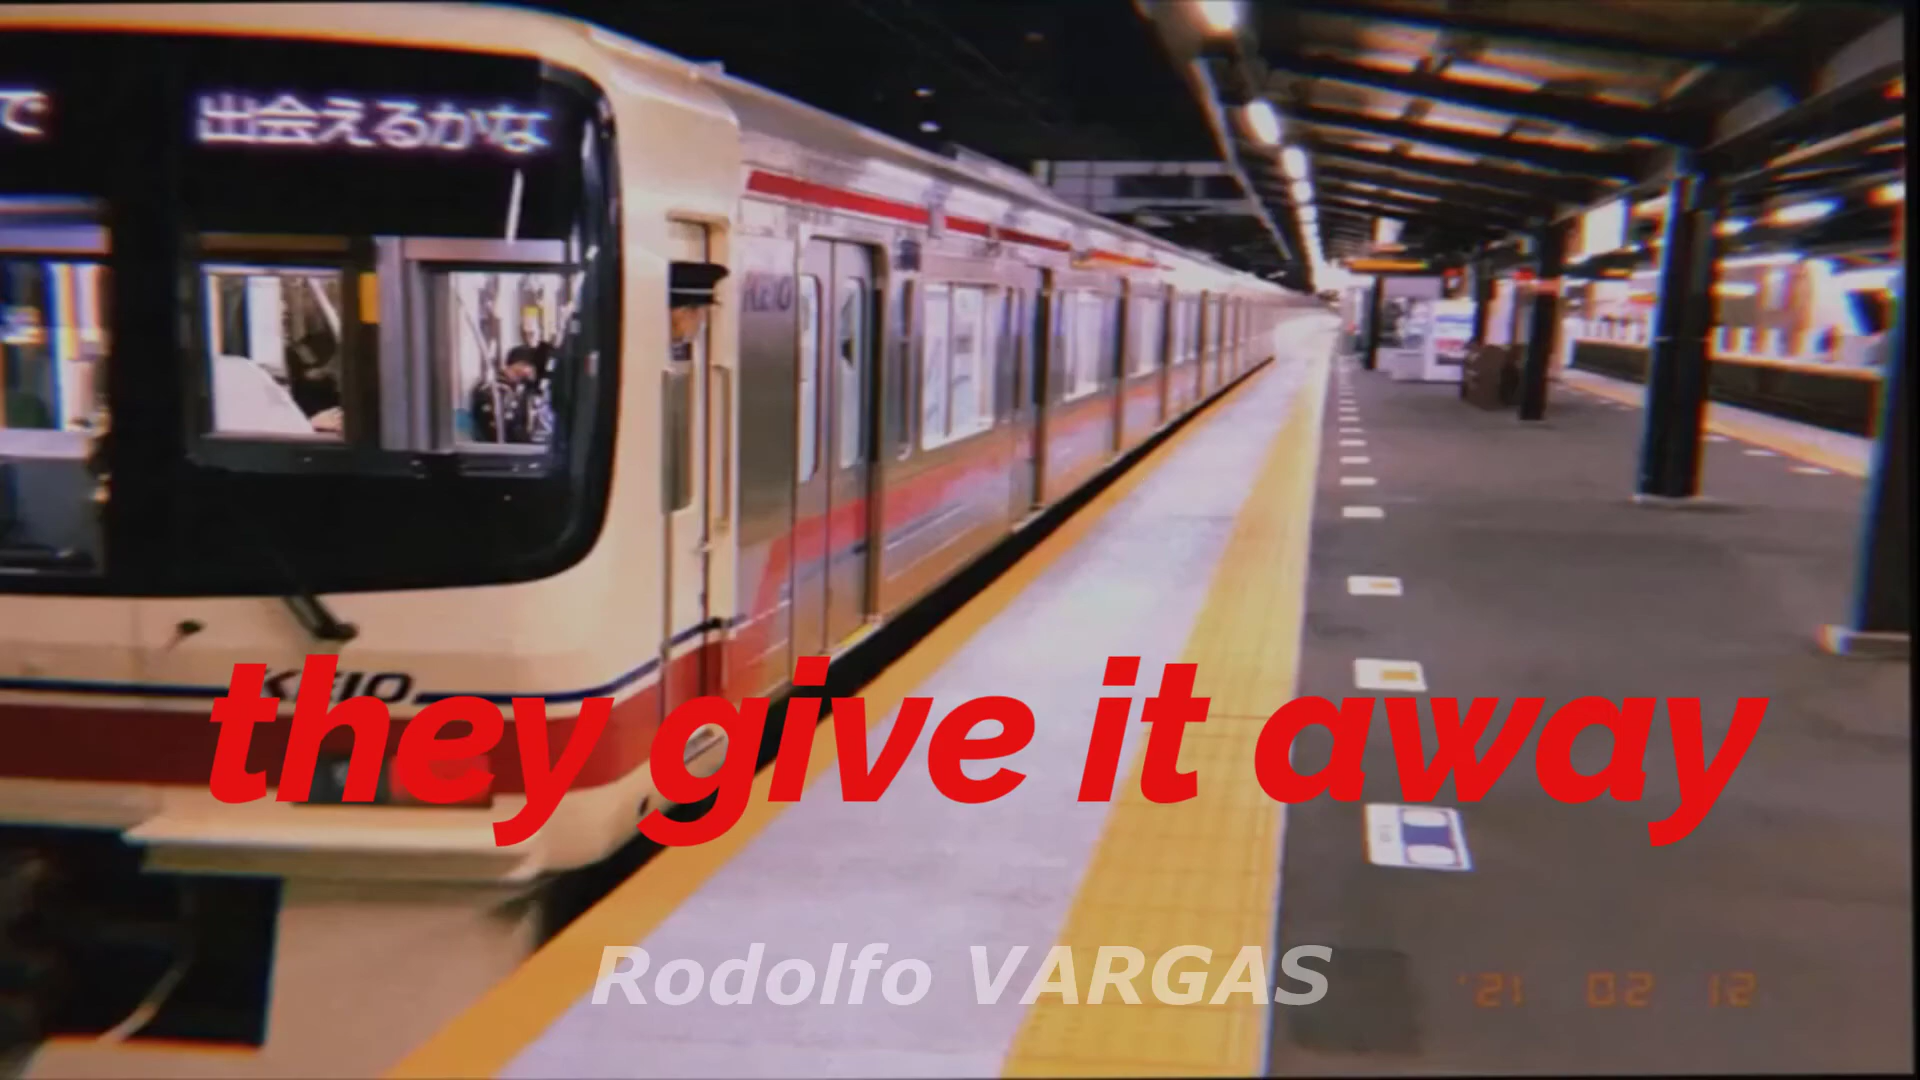 で 出会えるかな
KEIO
KEIO
they give it away
Rodolfo VARGAS
'21 02 12